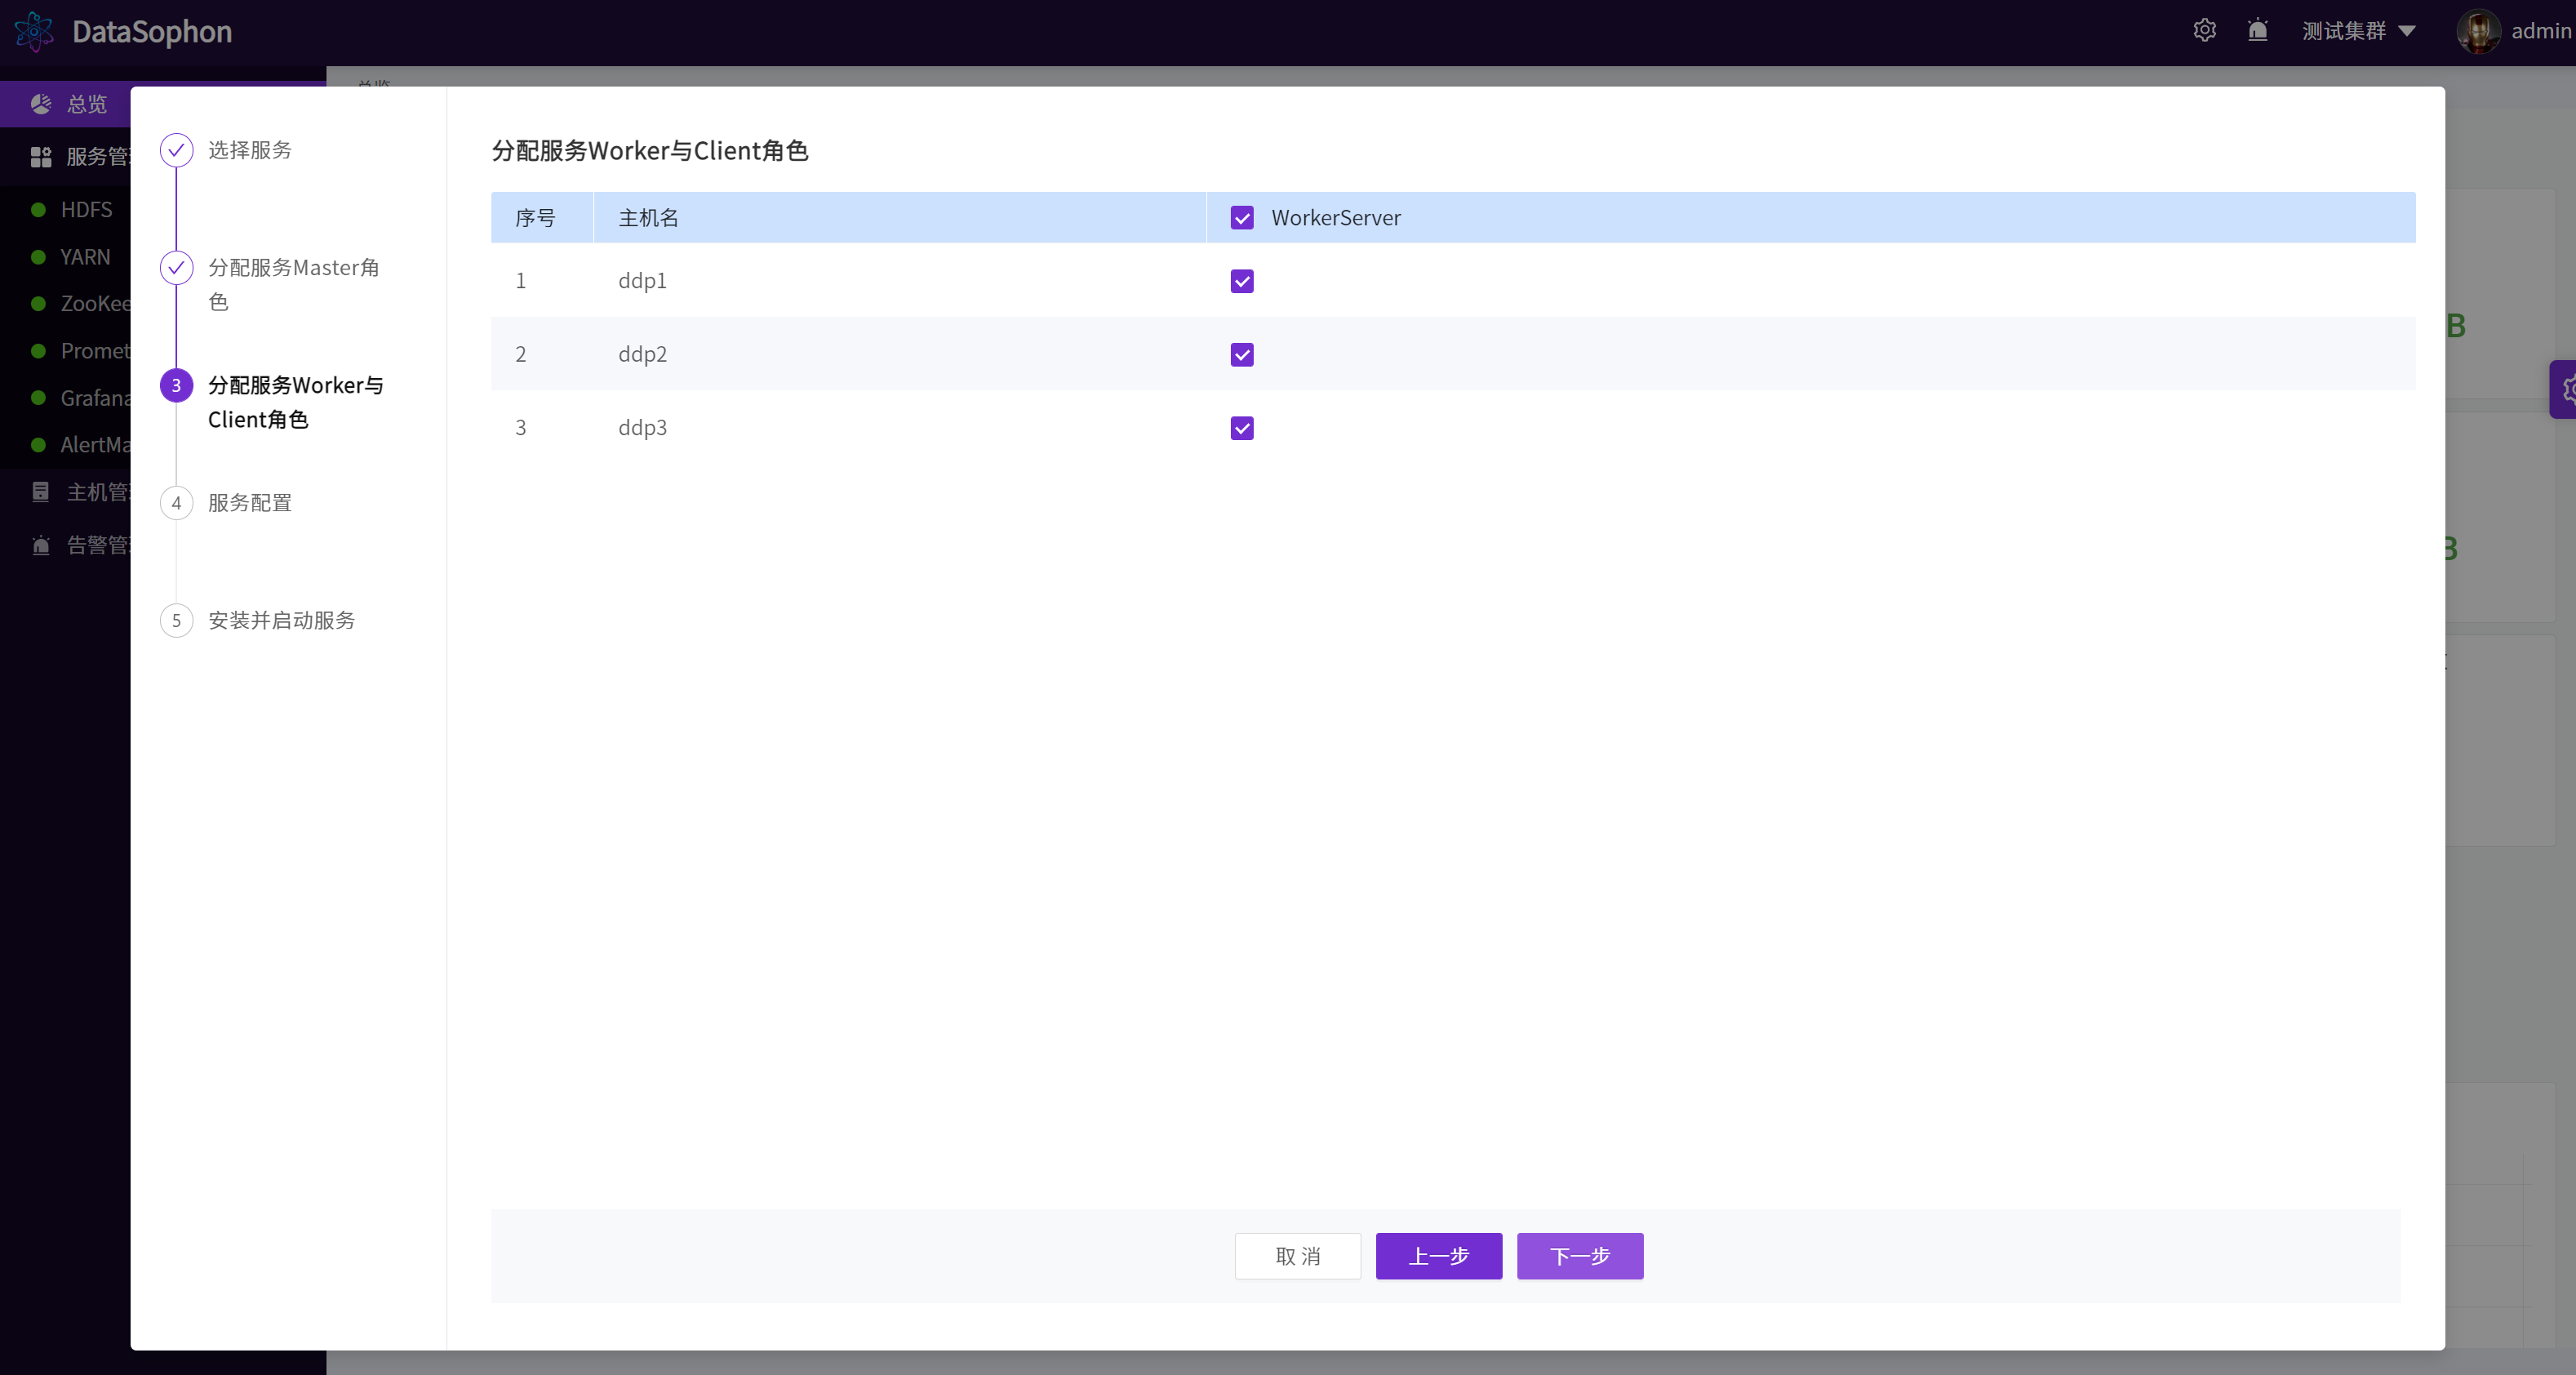 DataSophon
测试集群
admin
总览
服务管
HDFS
YARN
ZooKee
Promet
Grafana
AlertMa
主机管
告警管
选择服务
分配服务Master角
色
3
分配服务Worker与
Client角色
4
服务配置
5
安装并启动服务
分配服务Worker与Client角色
序号 主机名 WorkerServer
1 ddp1
2 ddp2
3 ddp3
取 消 上一步 下一步
B
B